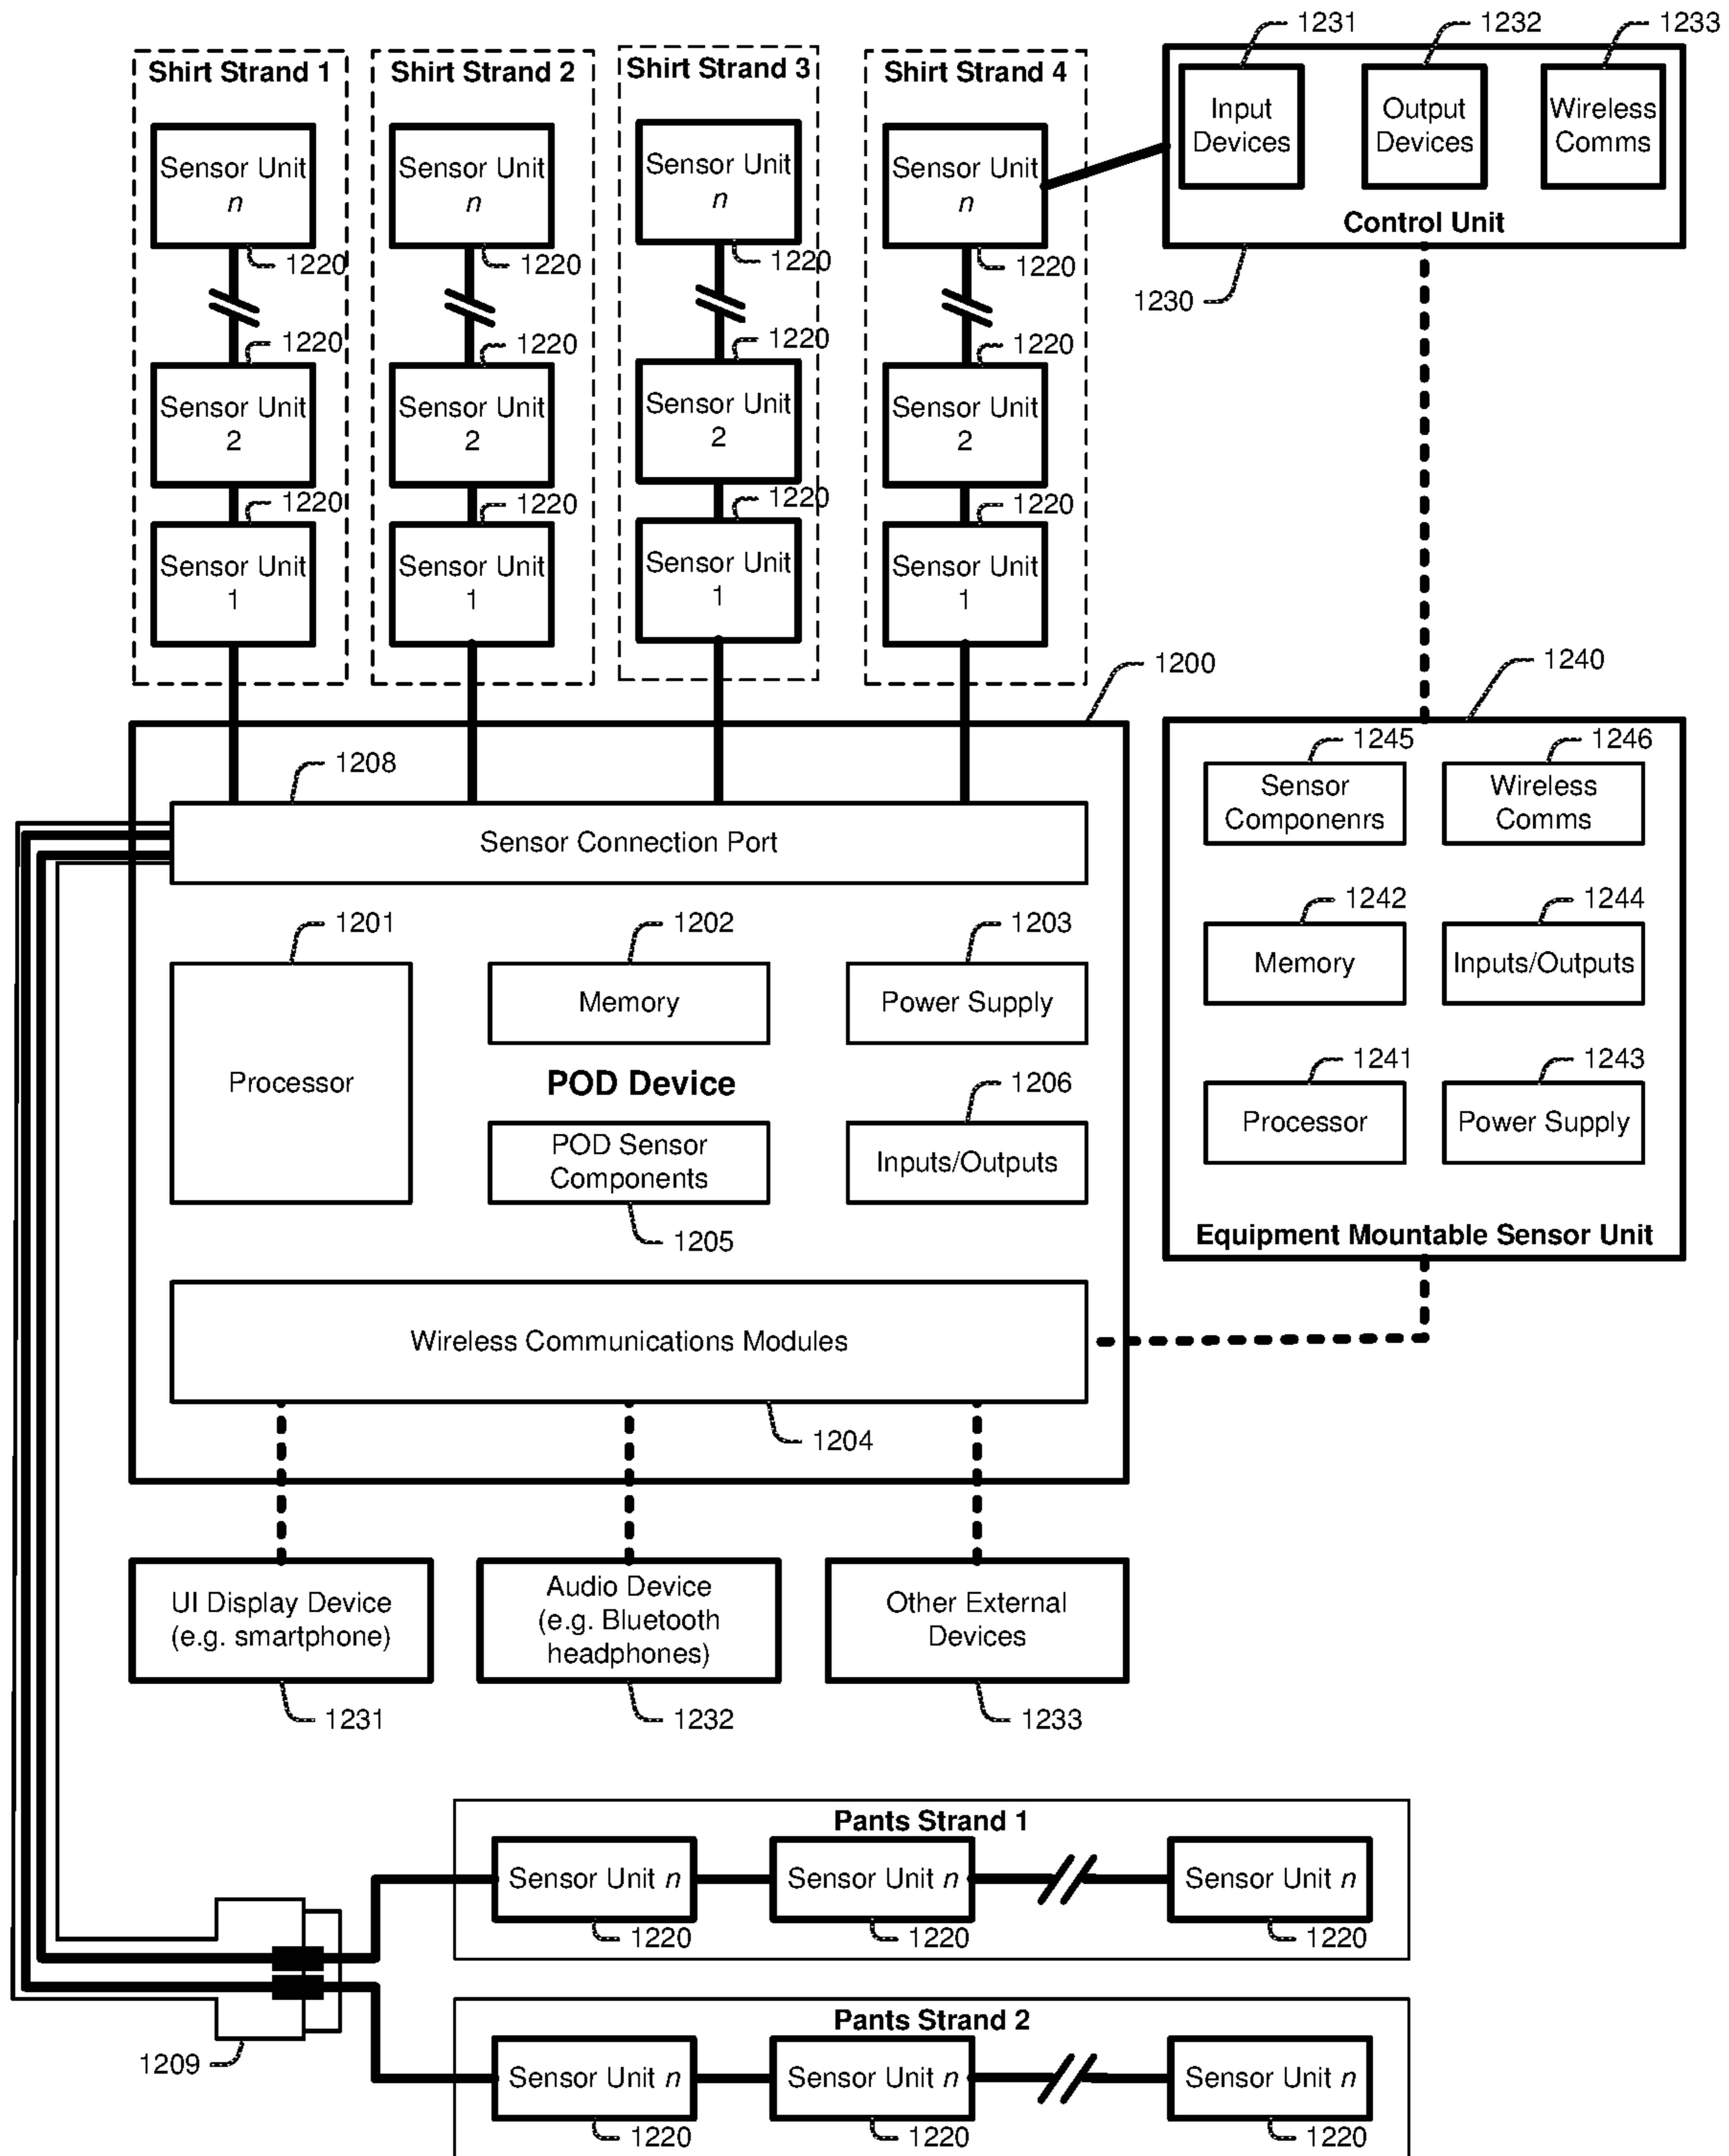 1231
1232
1233
Shirt Strand 1
Shirt Strand 2
Shirt Strand 3
Shirt Strand 4
Input
Devices
Output
Devices
Wireless
Comms
Control Unit
1230
Sensor Unit
n
1220
Sensor Unit
n
1220
Sensor Unit
n
1220
Sensor Unit
n
1220
1220
Sensor Unit
2
1220
Sensor Unit
2
1220
Sensor Unit
2
1220
Sensor Unit
2
1220
Sensor Unit
1
1220
Sensor Unit
1
1220
Sensor Unit
1
1220
Sensor Unit
1
1200
1240
1208
Sensor Connection Port
1201
1202
1203
Processor
Memory
Power Supply
POD Device
1206
POD Sensor
Components
Inputs/Outputs
1205
Wireless Communications Modules
1204
1245
1246
Sensor
Componenrs
Wireless
Comms
1242
1244
Memory
Inputs/Outputs
1241
1243
Processor
Power Supply
Equipment Mountable Sensor Unit
UI Display Device
(e.g. smartphone)
Audio Device
(e.g. Bluetooth
headphones)
Other External
Devices
1231
1232
1233
Pants Strand 1
Sensor Unit n
Sensor Unit n
Sensor Unit n
1220
1220
1220
1209
Pants Strand 2
Sensor Unit n
Sensor Unit n
Sensor Unit n
1220
1220
1220